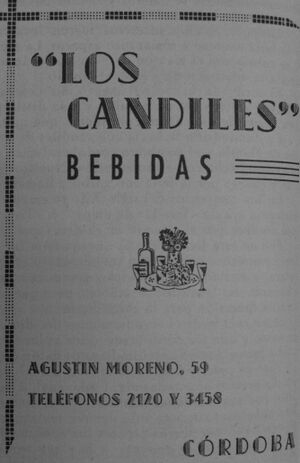 “LOS
CANDILES”
BEBIDAS
AGUSTIN MORENO, 59
TELÉFONOS 2120 Y 3458
CÓRDOBA